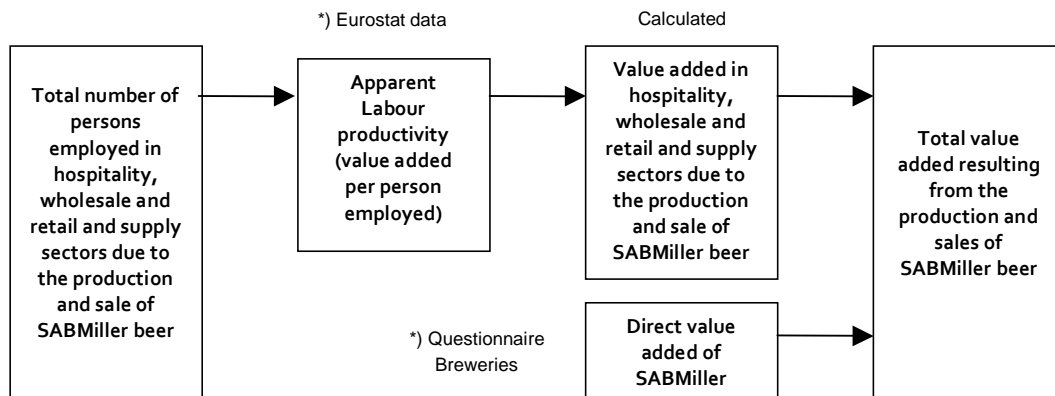 *) Eurostat data
Calculated
Total number of
persons
employed in
hospitality,
wholesale and
retail and supply
sectors due to
the production
and sale of
SABMiller beer
Apparent
Labour
productivity
(value added
per person
employed)
Value added in
hospitality,
wholesale and
retail and supply
sectors due to
the production
and sale of
SABMiller beer
Total value
added resulting
from the
production and
sales of
SABMiller beer
*) Questionnaire
Breweries
Direct value
added of
SABMiller